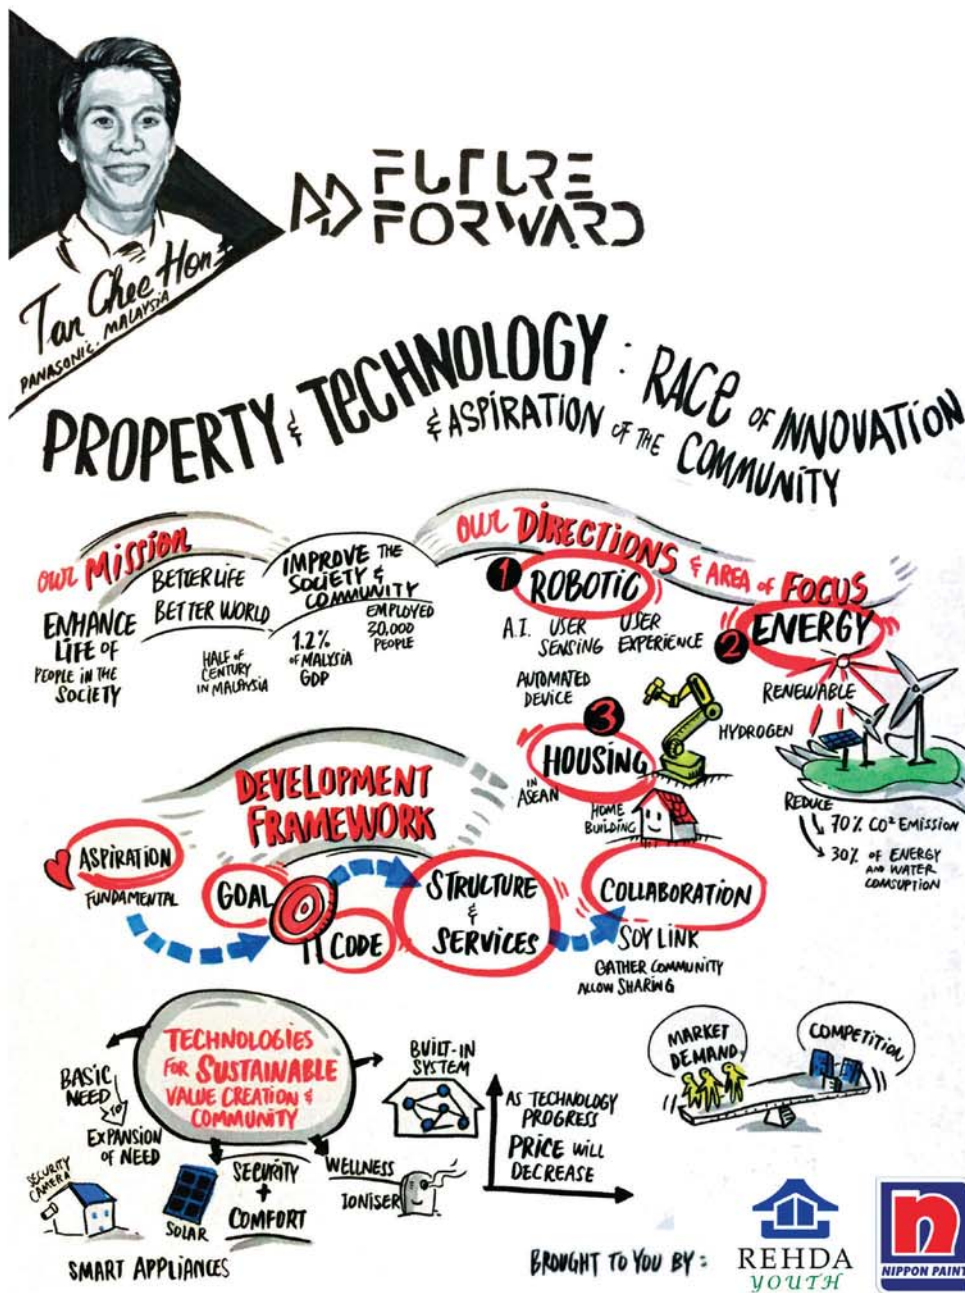 FUTURE
FORWARD
Tan Chee Hong
PANASONIC. MALAYSIA
PROPERTY & TECHNOLOGY : RACE OF INNOVATION
& ASPIRATION OF THE COMMUNITY
OUR MISSION
ENHANCE
LIFE OF
PEOPLE IN THE
SOCIETY
BETTER LIFE
BETTER WORLD
HALF OF
CENTURY
IN MALAYSIA
IMPROVE THE
SOCIETY &
COMMUNITY
1.2%
OF MALYSIA
GDP
EMPLOYED
30,000
PEOPLE
OUR DIRECTIONS & AREA OF FOCUS
1 ROBOTIC
A.I.
USER
SENSING
USER
EXPERIENCE
AUTOMATED
DEVICE
2 ENERGY
RENEWABLE
HYDROGEN
REDUCE
70% CO² EMISSION
30% OF ENERGY
AND WATER
COMSUPTION
3
HOUSING
IN
ASEAN
HOME
BUILDING
DEVELOPMENT
FRAMEWORK
ASPIRATION
FUNDAMENTAL
GOAL
CODE
STRUCTURE
&
SERVICES
COLLABORATION
SOY LINK
GATHER COMMUNITY
ALLOW SHARING
TECHNOLOGIES
FOR SUSTAINABLE
VALUE CREATION &
COMMUNITY
BASIC
NEED
TO
EXPANSION
OF NEED
SECURITY
CAMERA
SOLAR
SMART APPLIANCES
SECURITY
+
COMFORT
WELLNESS
IONISER
BUILT-IN
SYSTEM
AS TECHNOLOGY
PROGRESS
PRICE WILL
DECREASE
MARKET
DEMAND
COMPETITION
BROUGHT TO YOU BY :
REHDA
YOUTH
n
NIPPON PAINT